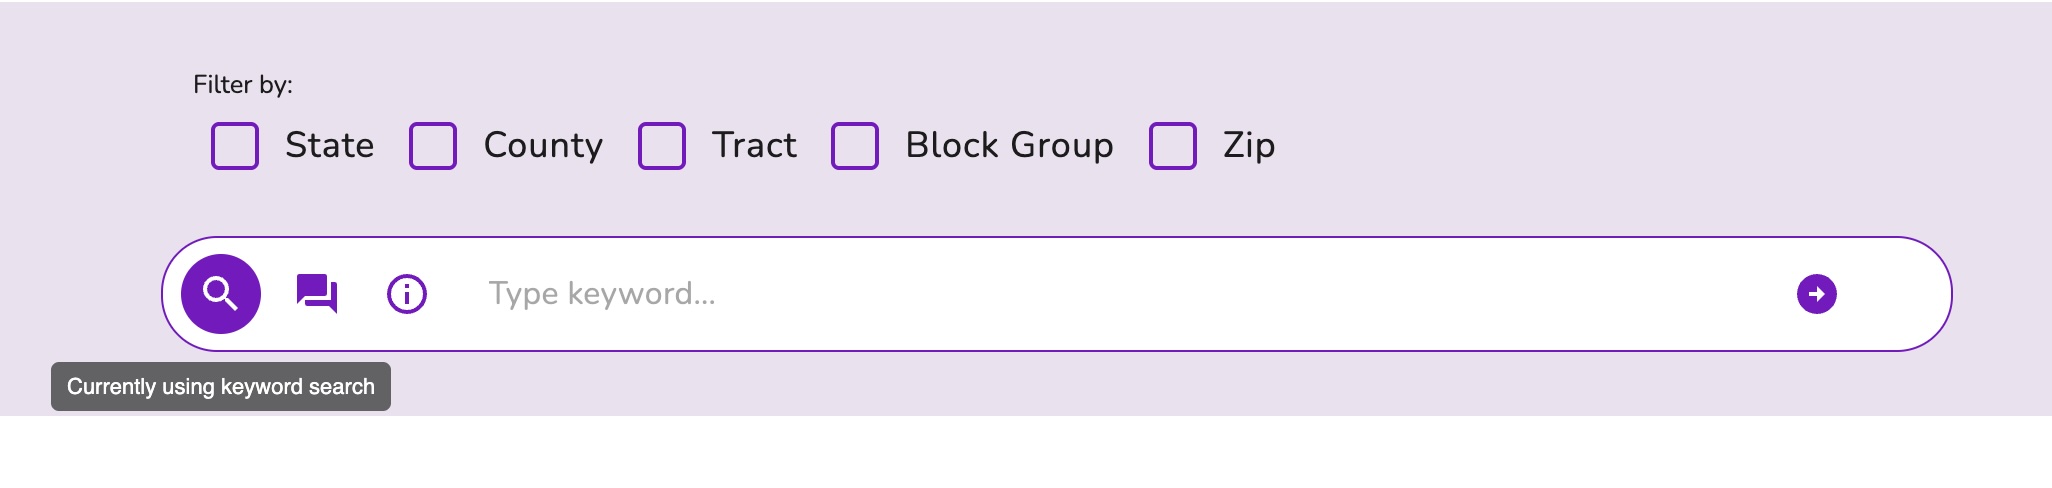 Filter by:
State County Tract Block Group Zip
Type keyword...
Currently using keyword search